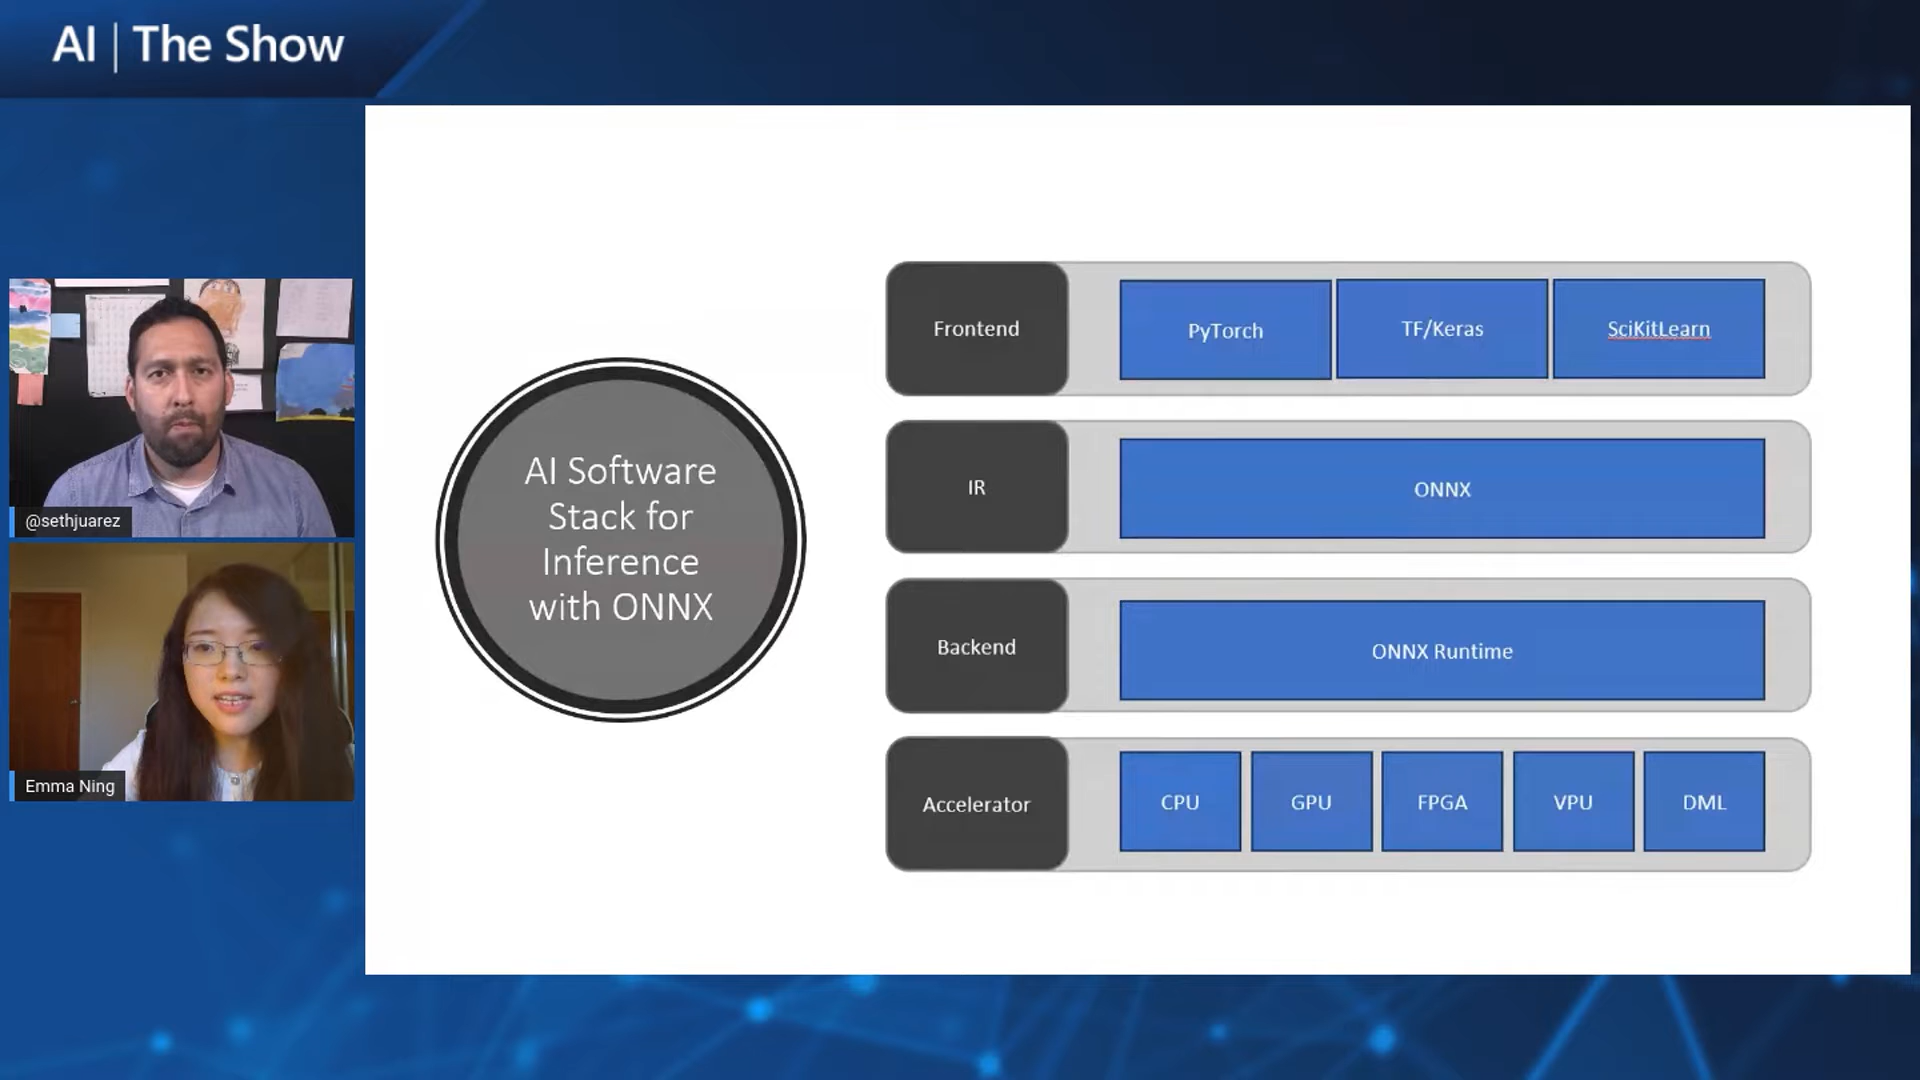 AI | The Show
@sethjuarez
Emma Ning
AI Software
Stack for
Inference
with ONNX
Frontend
PyTorch
TF/Keras
SciKitLearn
IR
ONNX
Backend
ONNX Runtime
Accelerator
CPU
GPU
FPGA
VPU
DML